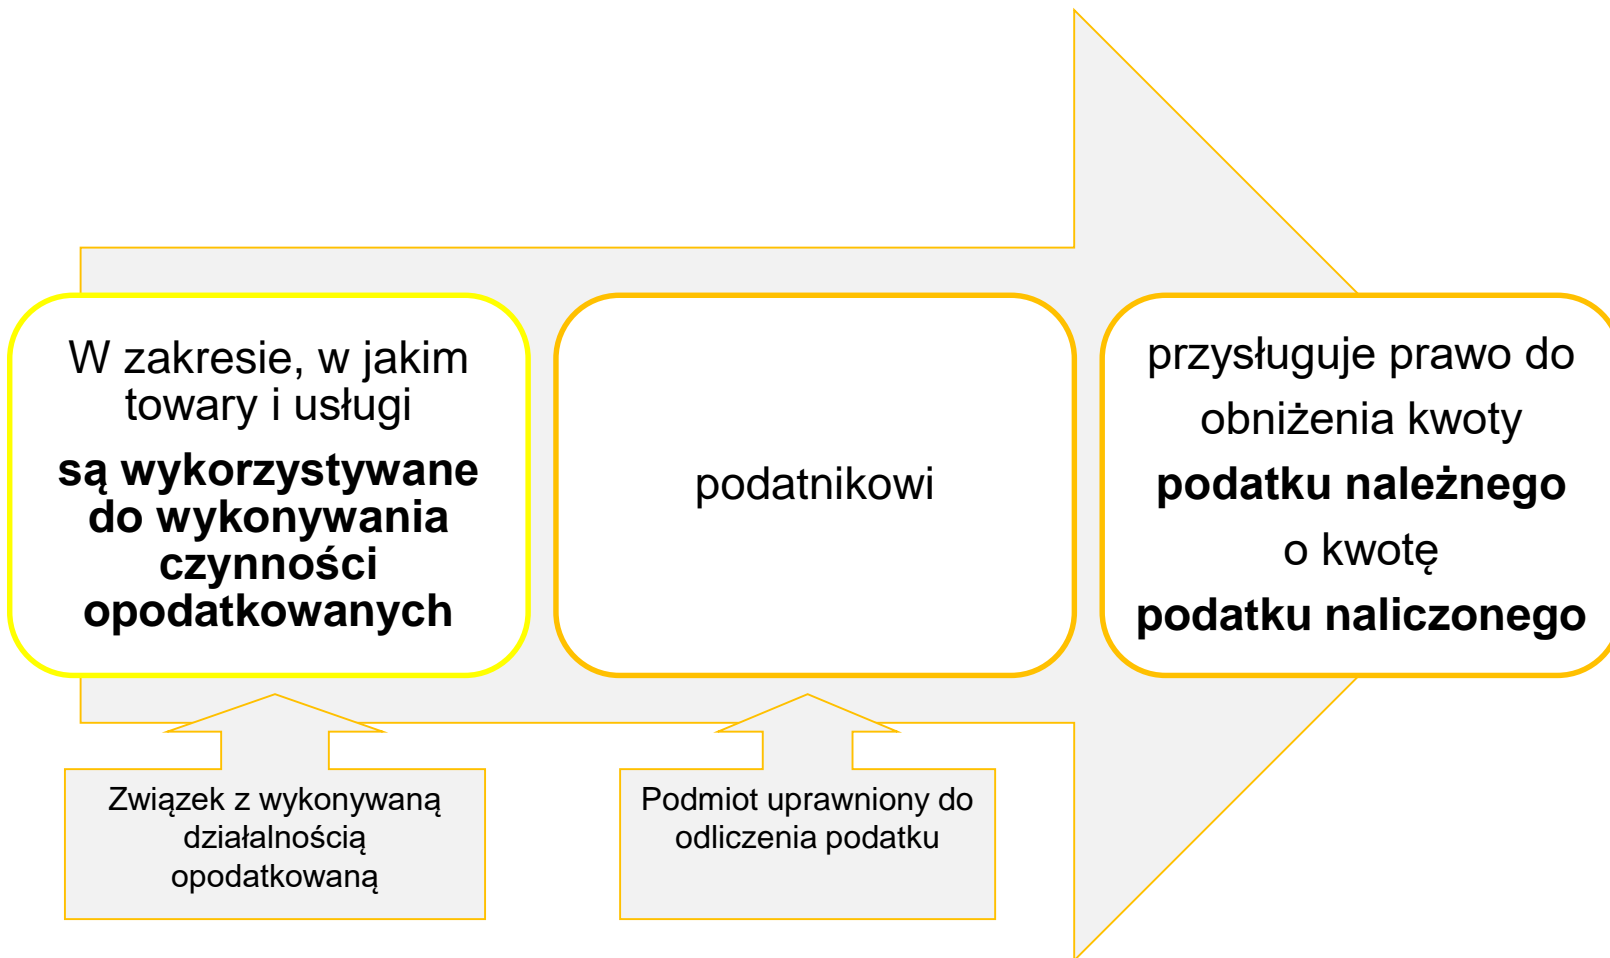 W zakresie, w jakim
towary i usługi
są wykorzystywane
do wykonywania
czynności
opodatkowanych
podatnikowi
przysługuje prawo do
obniżenia kwoty
podatku należnego
o kwotę
podatku naliczonego
Związek z wykonywaną
działalnością
opodatkowaną
Podmiot uprawniony do
odliczenia podatku